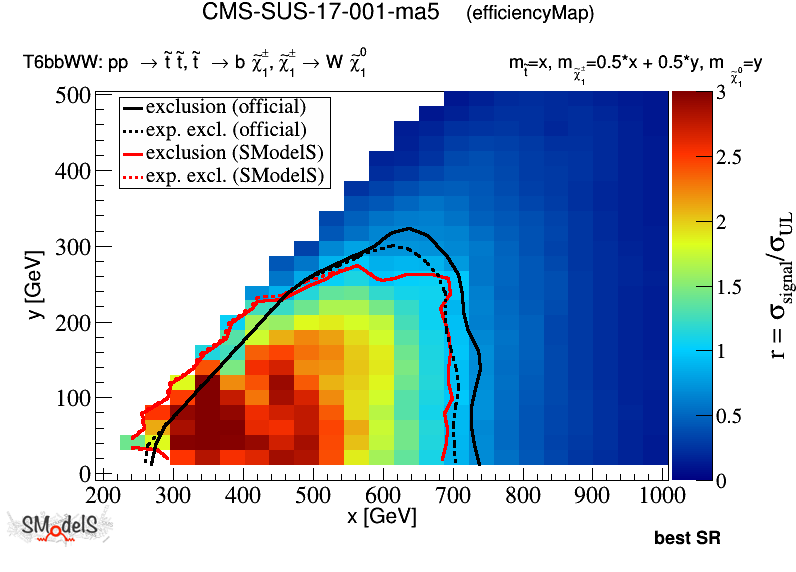 CMS-SUS-17-001-ma5 (efficiencyMap)
T6bbWW: pp → t̃ t̃, t̃ → b χ̃₁±, χ̃₁± → W χ̃₁⁰
m_t̃=x, m_χ̃₁±=0.5*x + 0.5*y, m_χ̃₁⁰=y
exclusion (official)
exp. excl. (official)
exclusion (SModelS)
exp. excl. (SModelS)
y [GeV]
500
400
300
200
100
0
200 300 400 500 600 700 800 900 1000
x [GeV]
3
2.5
2
1.5
1
0.5
0
r = σ_signal/σ_UL
SModelS
best SR